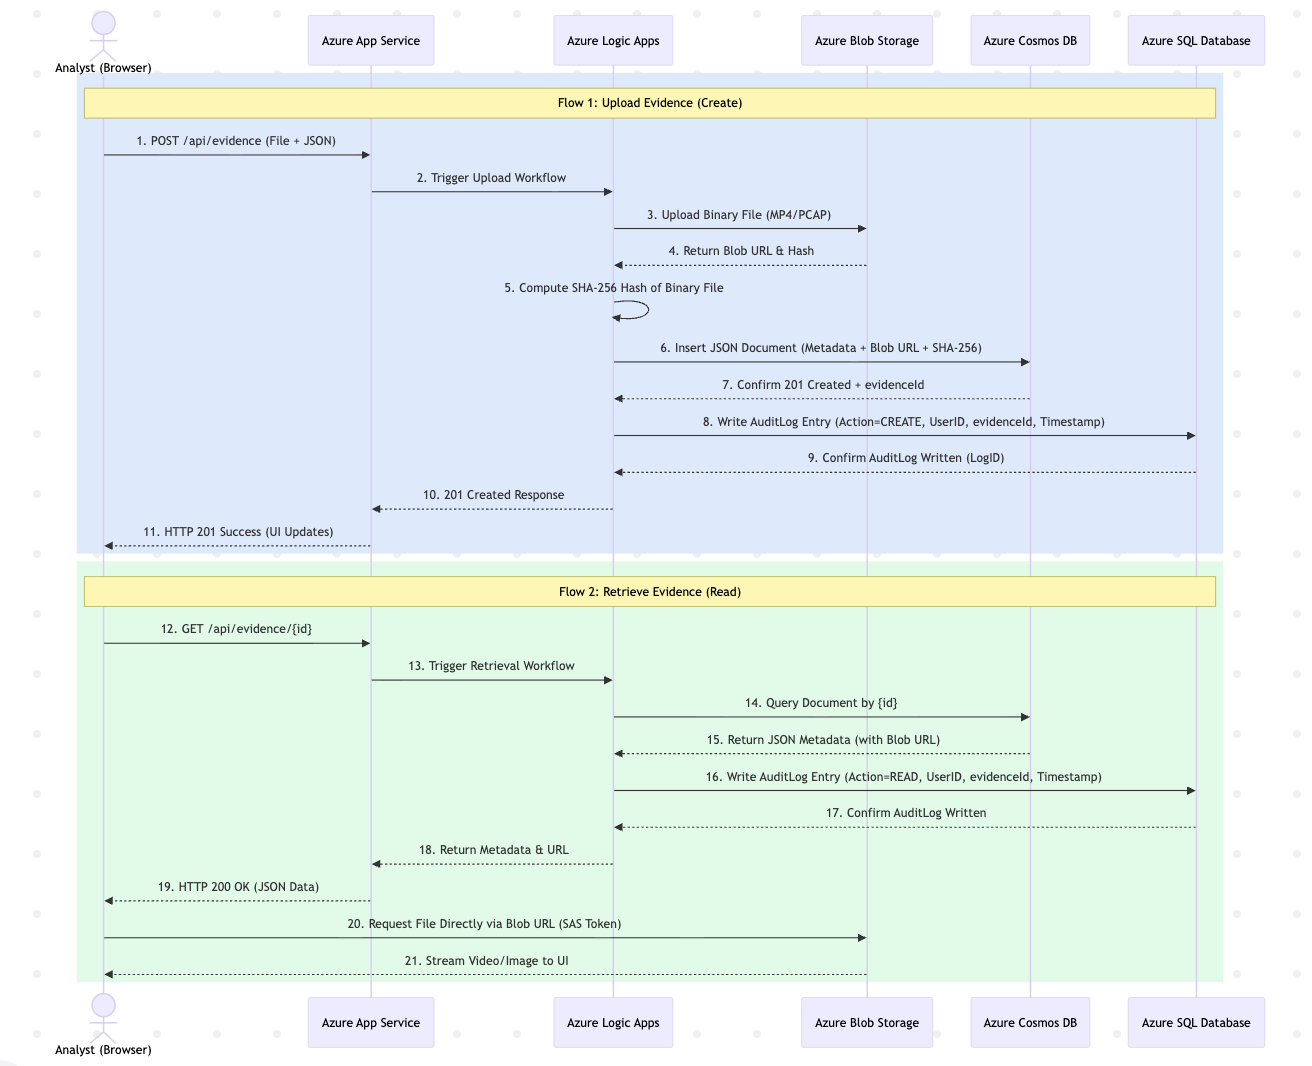 Azure App Service
Azure Logic Apps
Azure Blob Storage
Azure Cosmos DB
Azure SQL Database
Analyst (Browser)
Flow 1: Upload Evidence (Create)
1. POST /api/evidence (File + JSON)
2. Trigger Upload Workflow
3. Upload Binary File (MP4/PCAP)
4. Return Blob URL & Hash
5. Compute SHA-256 Hash of Binary File
6. Insert JSON Document (Metadata + Blob URL + SHA-256)
7. Confirm 201 Created + evidenceId
8. Write AuditLog Entry (Action=CREATE, UserID, evidenceId, Timestamp)
9. Confirm AuditLog Written (LogID)
10. 201 Created Response
11. HTTP 201 Success (UI Updates)
Flow 2: Retrieve Evidence (Read)
12. GET /api/evidence/{id}
13. Trigger Retrieval Workflow
14. Query Document by {id}
15. Return JSON Metadata (with Blob URL)
16. Write AuditLog Entry (Action=READ, UserID, evidenceId, Timestamp)
17. Confirm AuditLog Written
18. Return Metadata & URL
19. HTTP 200 OK (JSON Data)
20. Request File Directly via Blob URL (SAS Token)
21. Stream Video/Image to UI
Azure App Service
Azure Logic Apps
Azure Blob Storage
Azure Cosmos DB
Azure SQL Database
Analyst (Browser)